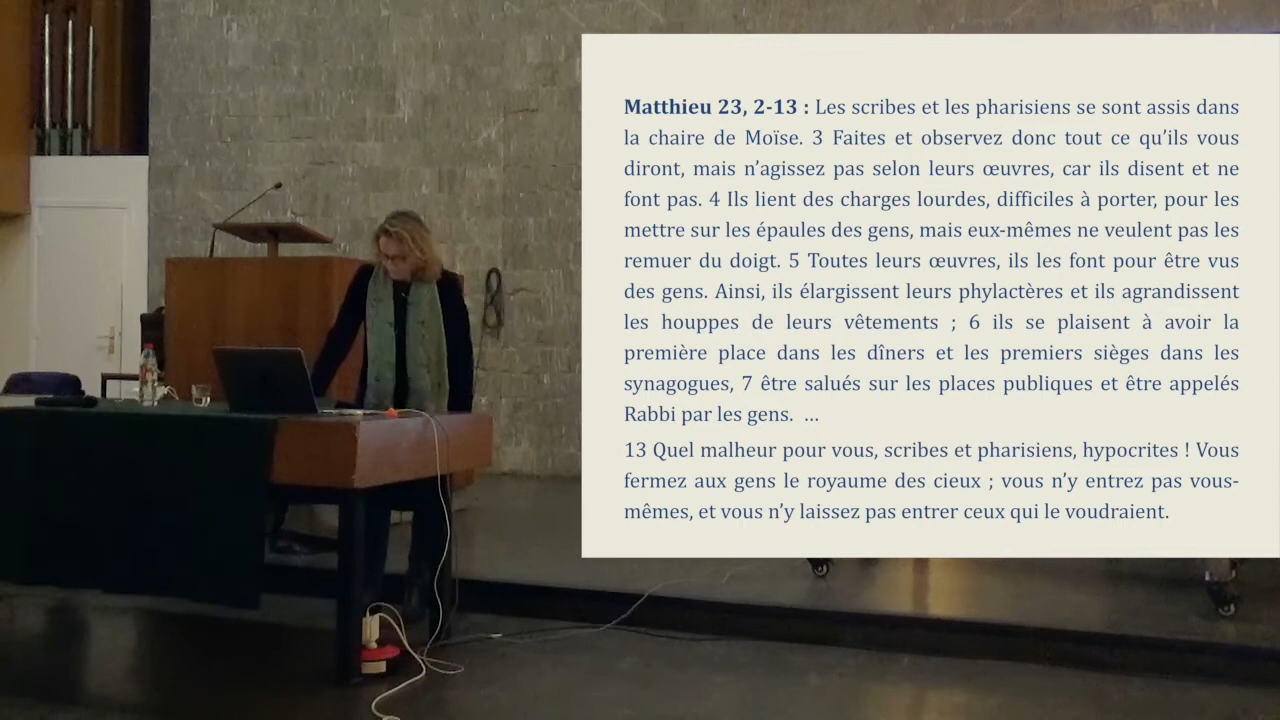 Matthieu 23, 2-13 : Les scribes et les pharisiens se sont assis dans
la chaire de Moïse. 3 Faites et observez donc tout ce qu'ils vous
diront, mais n'agissez pas selon leurs œuvres, car ils disent et ne
font pas. 4 Ils lient des charges lourdes, difficiles à porter, pour les
mettre sur les épaules des gens, mais eux-mêmes ne veulent pas les
remuer du doigt. 5 Toutes leurs œuvres, ils les font pour être vus
des gens. Ainsi, ils élargissent leurs phylactères et ils agrandissent
les houppes de leurs vêtements ; 6 ils se plaisent à avoir la
première place dans les dîners et les premiers sièges dans les
synagogues, 7 être salués sur les places publiques et être appelés
Rabbi par les gens. …
13 Quel malheur pour vous, scribes et pharisiens, hypocrites ! Vous
fermez aux gens le royaume des cieux ; vous n'y entrez pas vous-
mêmes, et vous n'y laissez pas entrer ceux qui le voudraient.